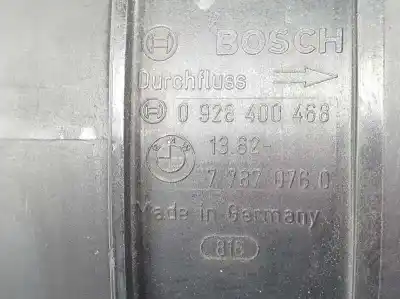 BOSCH
Durchfluss
0 928 400 468
13.62-
7 787 076.0
Made in Germany
816